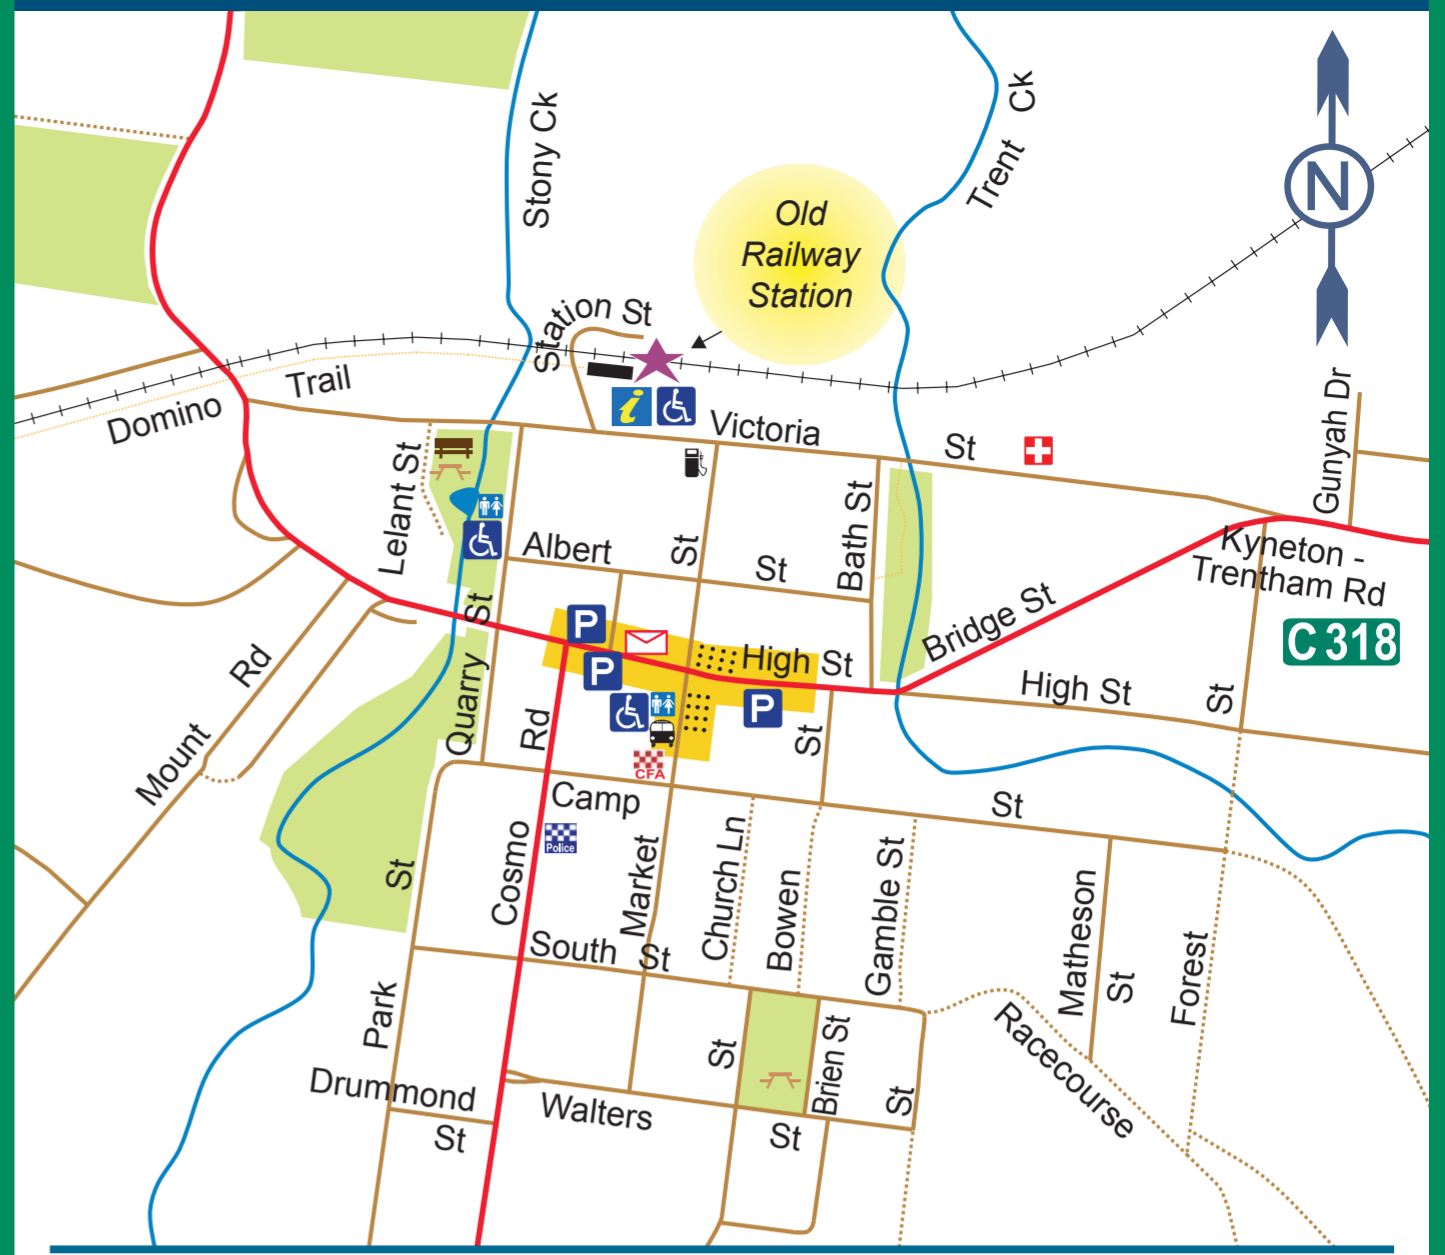 Stony Ck
Trent Ck
N
Old
Railway
Station
Station St
Trail
Domino
Victoria
St
Gunyah Dr
Lelant St
Albert
St
St
Bath St
Kyneton -
Trentham Rd
C318
St
P
High St
Bridge St
P
Rd
Quarry
Rd
P
High St
St
St
Mount
CFA
Camp
St
Police
St
Cosmo
Market
Church Ln
Bowen
Gamble St
Matheson
St
Forest
South St
Park
St
Brien St
St
Racecourse
Drummond
St
Walters
St